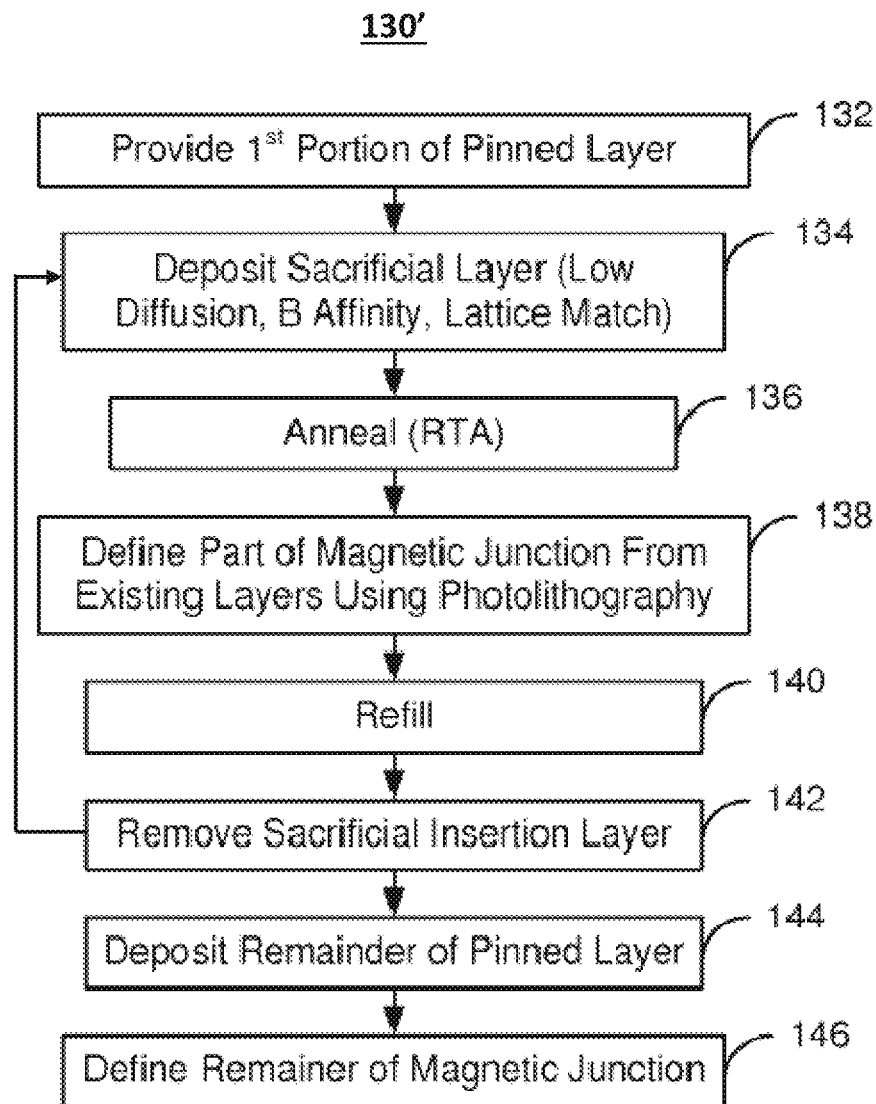 130′
132
Provide 1st Portion of Pinned Layer
134
Deposit Sacrificial Layer (Low
Diffusion, B Affinity, Lattice Match)
136
Anneal (RTA)
138
Define Part of Magnetic Junction From
Existing Layers Using Photolithography
140
Refill
142
Remove Sacrificial Insertion Layer
144
Deposit Remainder of Pinned Layer
146
Define Remainer of Magnetic Junction